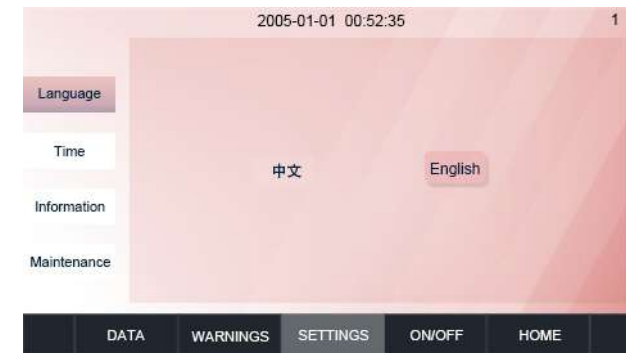 2005-01-01 00:52:35 1
Language
Time
中文 English
Information
Maintenance
DATA WARNINGS SETTINGS ON/OFF HOME